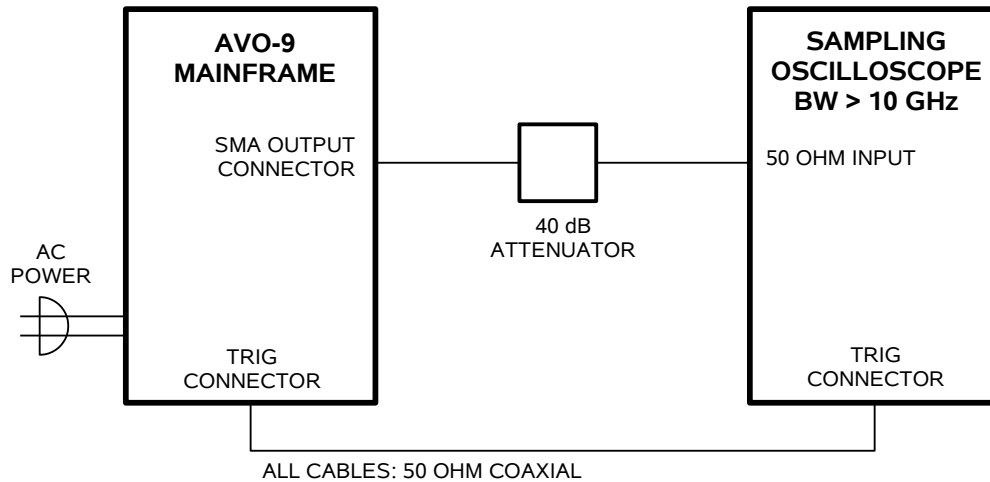 AVO-9
MAINFRAME
SMA OUTPUT
CONNECTOR
AC
POWER
TRIG
CONNECTOR
40 dB
ATTENUATOR
SAMPLING
OSCILLOSCOPE
BW > 10 GHz
50 OHM INPUT
TRIG
CONNECTOR
ALL CABLES: 50 OHM COAXIAL